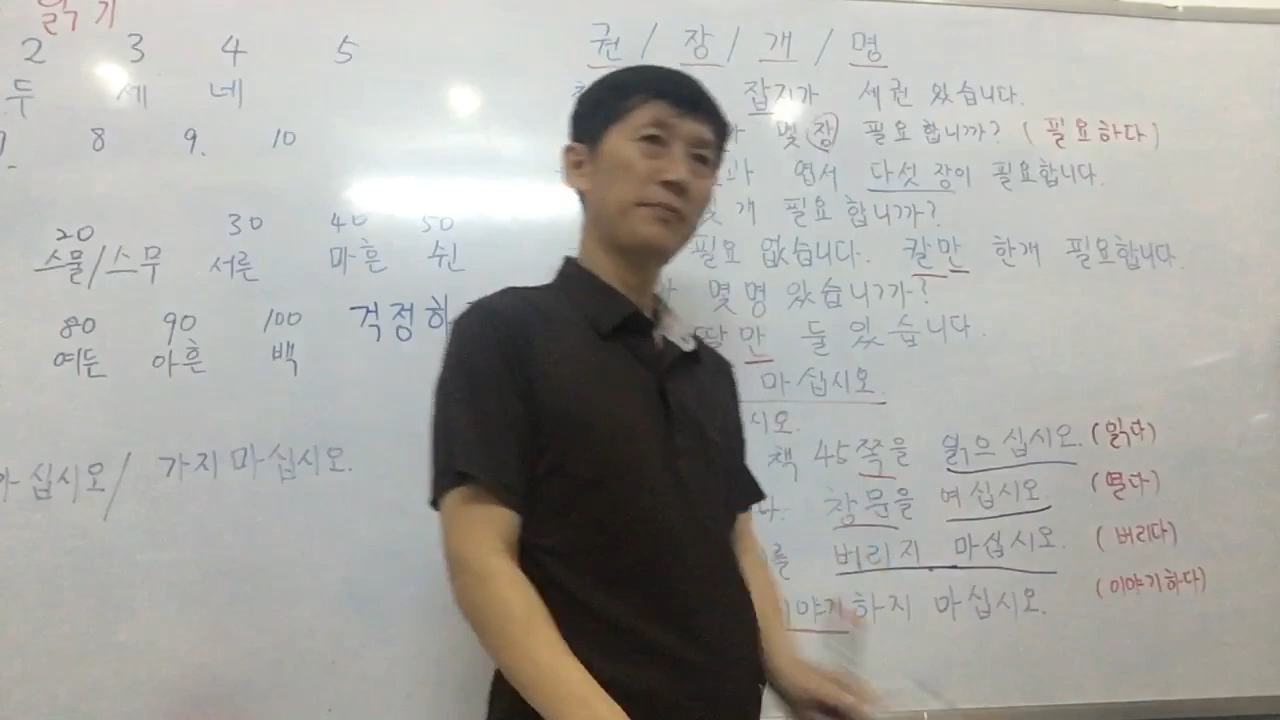 읽기
2 3 4 5
두 세 네
8 9. 10
20 30 40 50
스물/스무 서른 마흔 쉰
80 90 100
여든 아흔 백
걱정하
십시오/ 가지 마십시오.
권 / 장 / 개 / 명
잡지가 세권 있습니다.
몇 장 필요합니까? (필요하다)
엽서 다섯 장이 필요합니다.
개 필요합니까?
필요 없습니다. 칼만 한개 필요합니다.
몇명 있습니까?
딸만 둘 있습니다.
마십시오.
시오.
책 45쪽을 읽으십시오. (읽다)
창문을 여십시오. (열다)
를 버리지 마십시오. (버리다)
이야기하지 마십시오. (이야기하다)